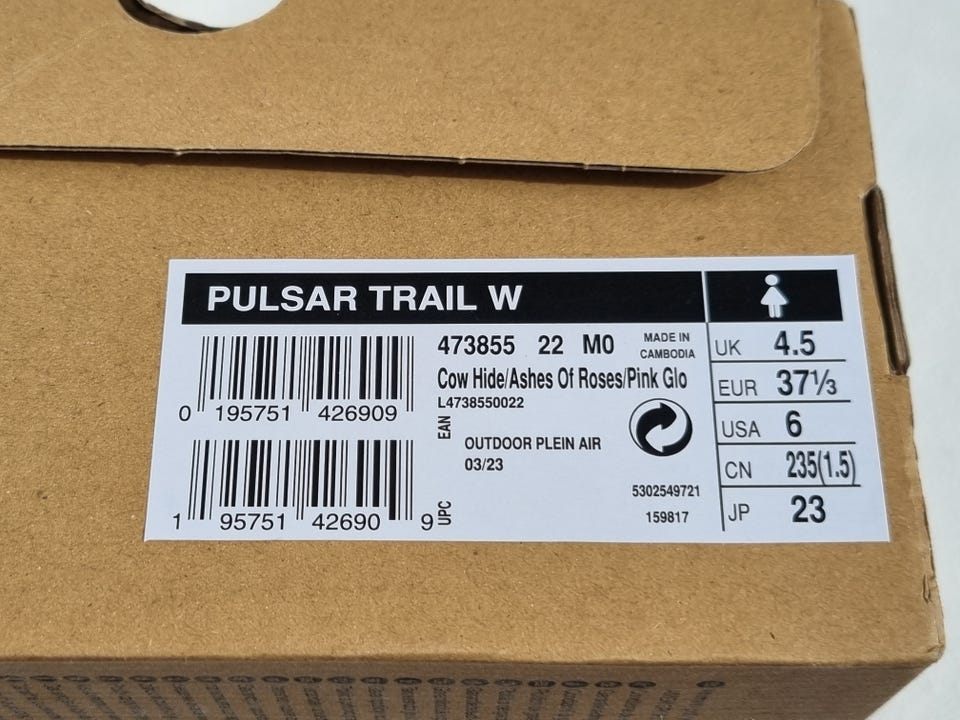 PULSAR TRAIL W
473855 22 M0
MADE IN
CAMBODIA
Cow Hide/Ashes Of Roses/Pink Glo
L4738550022
0 195751 426909
EAN
OUTDOOR PLEIN AIR
03/23
1 95751 42690 9
UPC
5302549721
159817
UK 4.5
EUR 37⅓
USA 6
CN 235(1.5)
JP 23